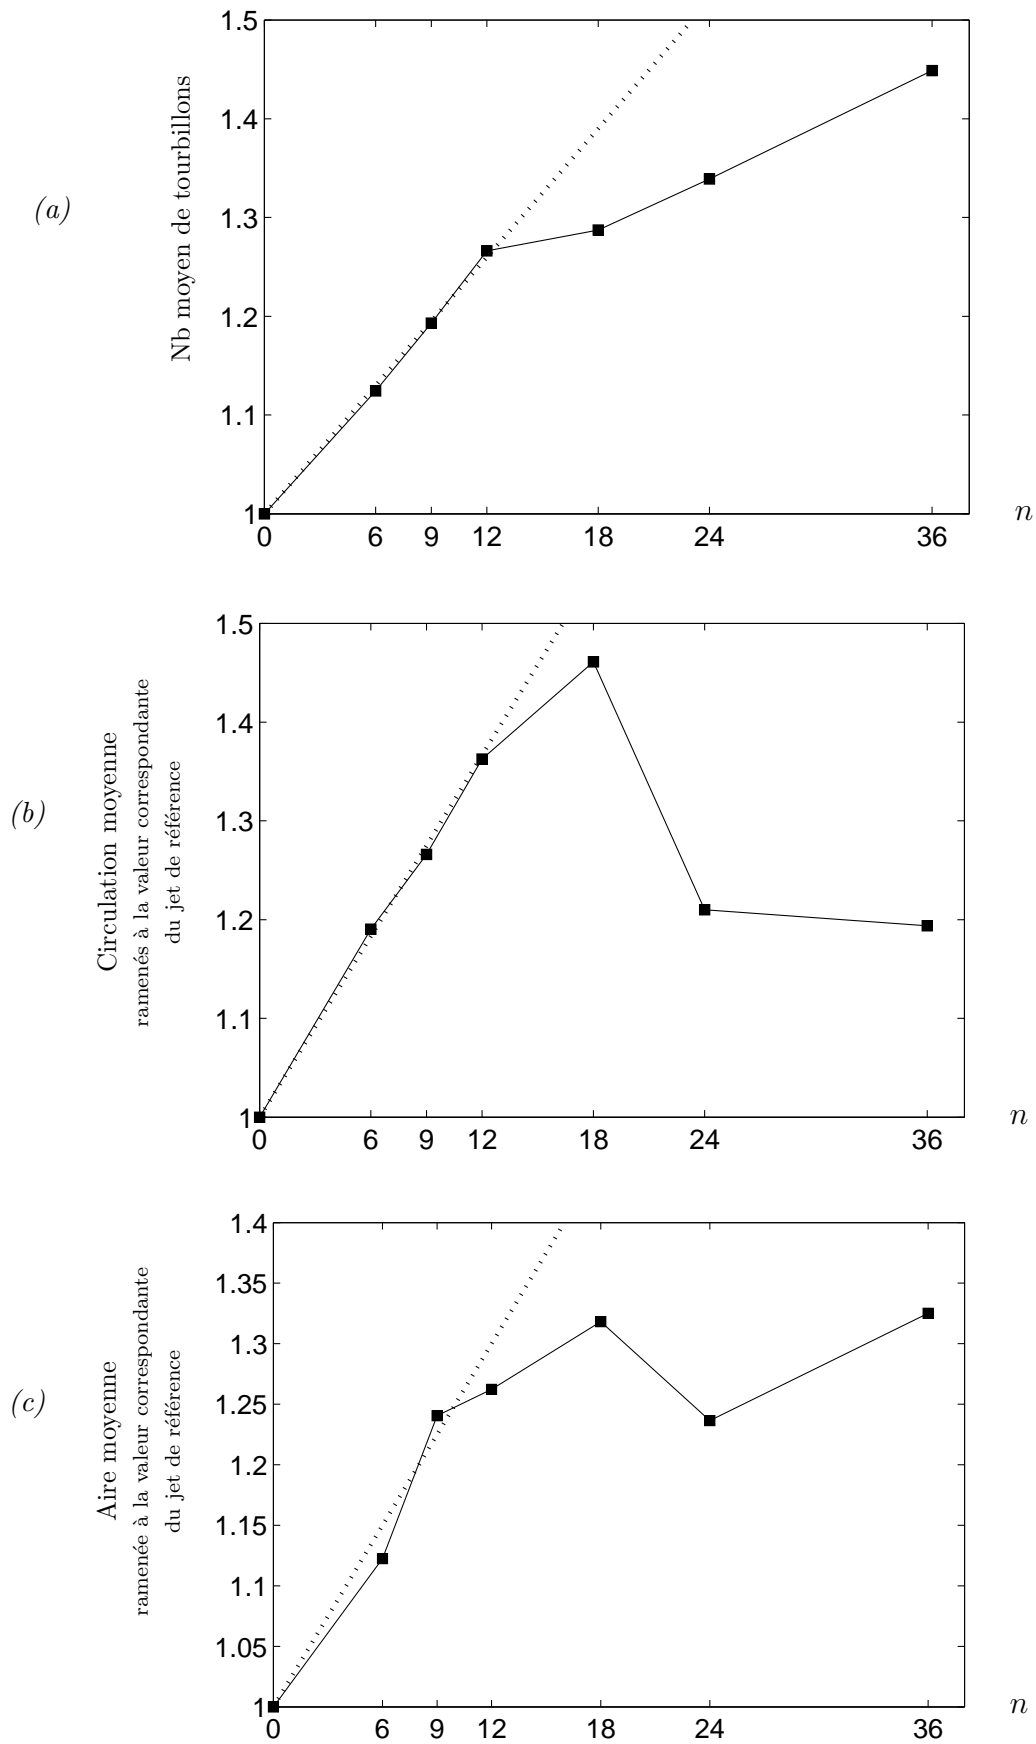 1.5
1.4
1.3
1.2
1.1
1
(a)
Nb moyen de tourbillons
0 6 9 12 18 24 36
n
1.5
1.4
1.3
1.2
1.1
1
(b)
Circulation moyenne
ramenés à la valeur correspondante
du jet de référence
0 6 9 12 18 24 36
n
1.4
1.35
1.3
1.25
1.2
1.15
1.1
1.05
1
(c)
Aire moyenne
ramenée à la valeur correspondante
du jet de référence
0 6 9 12 18 24 36
n